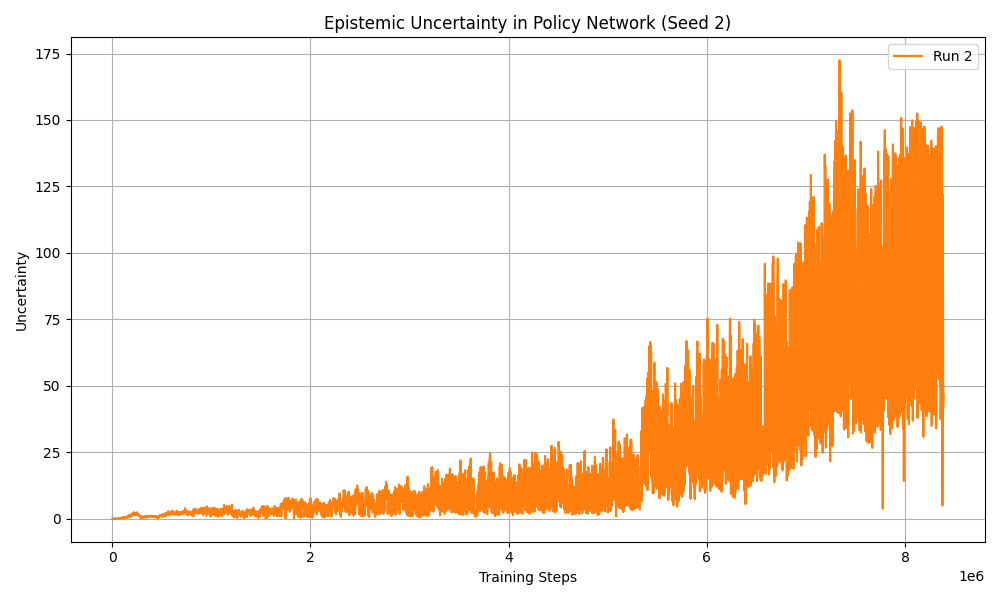 Epistemic Uncertainty in Policy Network (Seed 2)
Run 2
175
150
125
100
75
50
25
0
Uncertainty
0 2 4 6 8
1e6
Training Steps